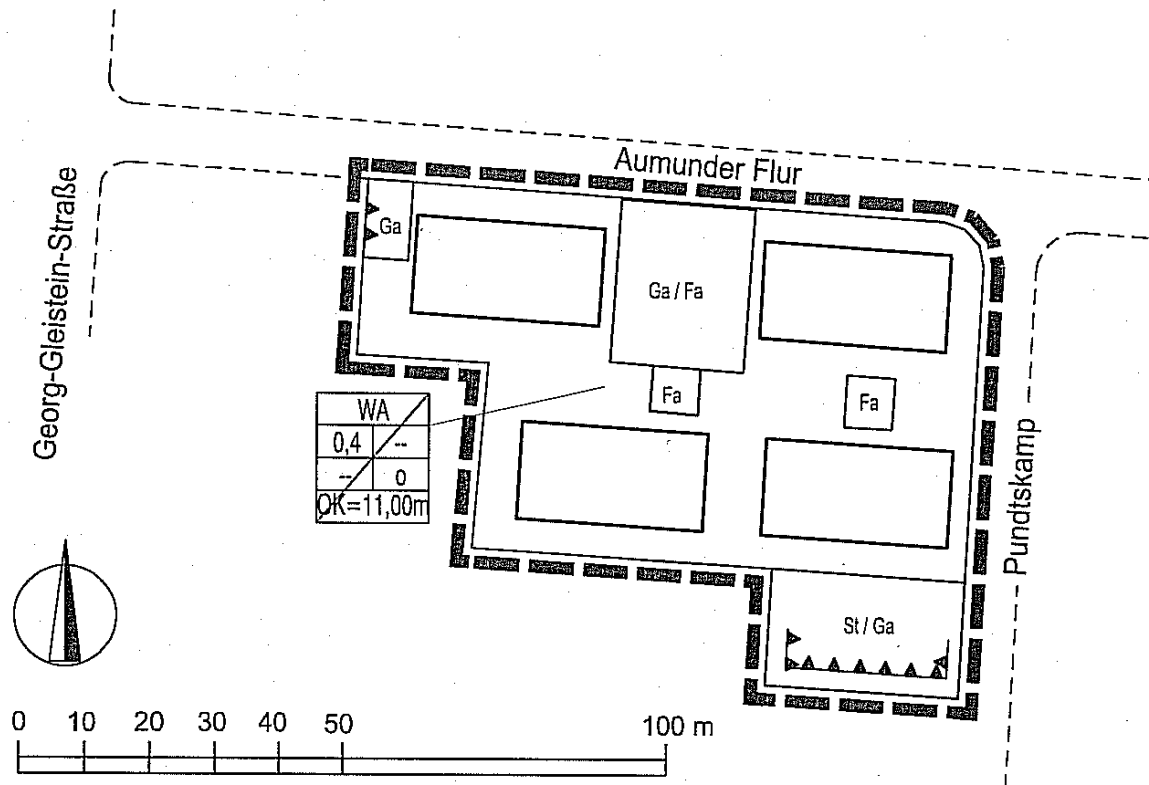 Aumunder Flur
Georg-Gleistein-Straße
Ga
Ga / Fa
Fa
Fa
WA
0,4 --
-- o
OK=11,00m
Pundtskamp
St / Ga
0 10 20 30 40 50 100 m